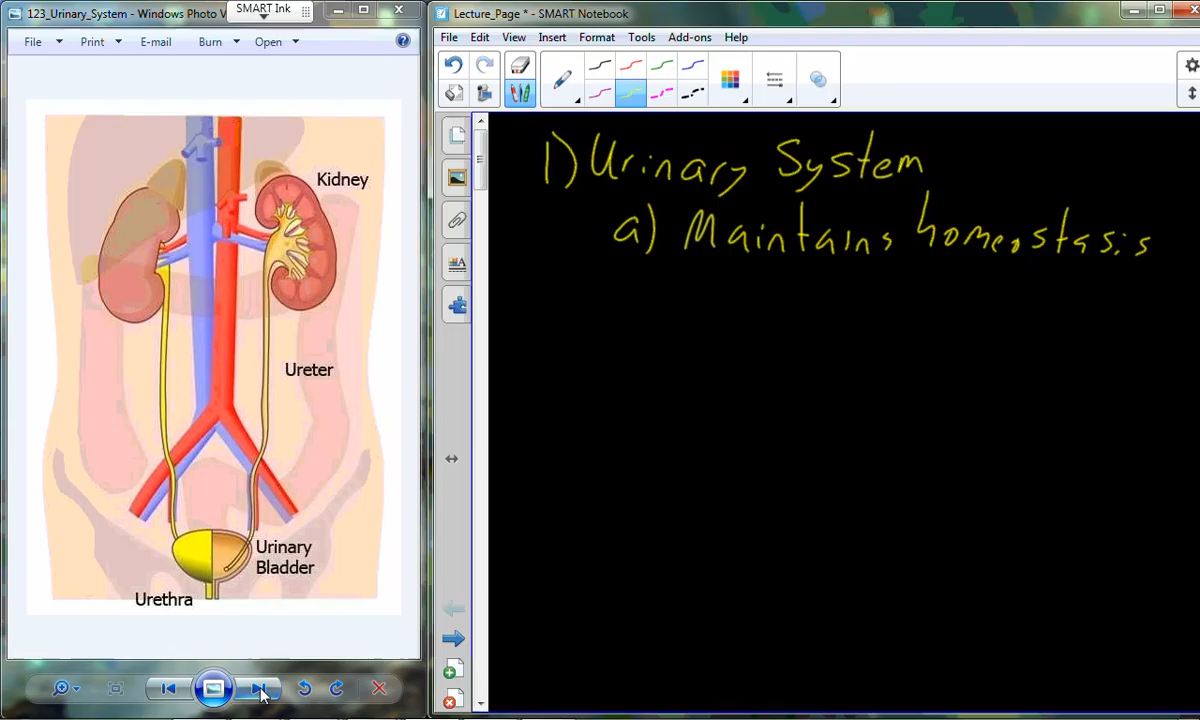 123_Urinary_System - Windows Photo V
SMART Ink
File Print E-mail Burn Open
Kidney
Ureter
Urinary
Bladder
Urethra
Lecture_Page * - SMART Notebook
File Edit View Insert Format Tools Add-ons Help
1) Urinary System
a) Maintains homeostasis